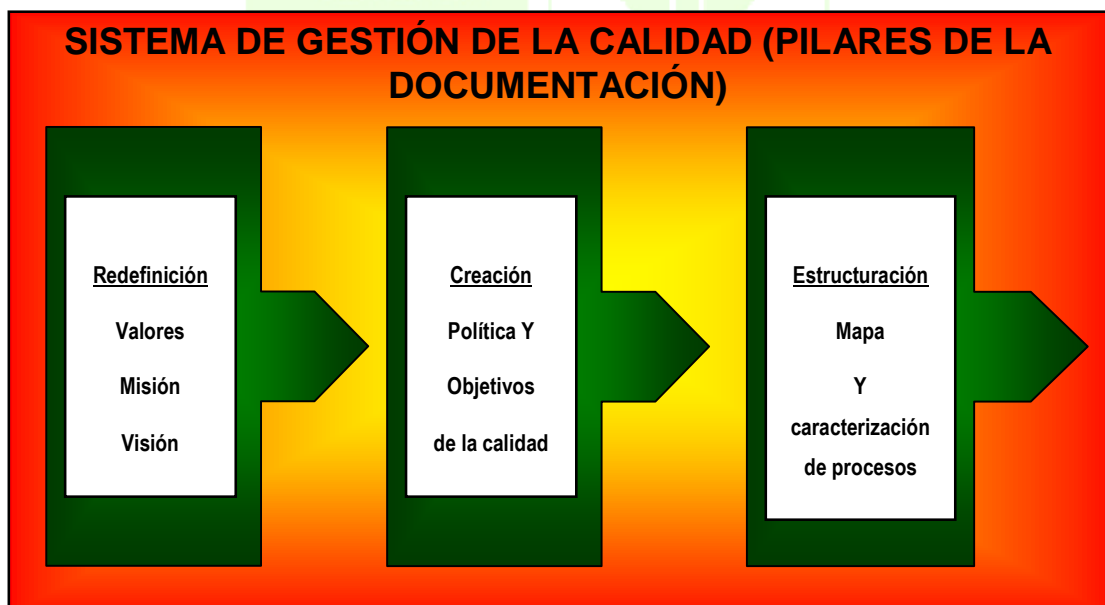 SISTEMA DE GESTIÓN DE LA CALIDAD (PILARES DE LA
DOCUMENTACIÓN)
Redefinición
Valores
Misión
Visión
Creación
Política Y
Objetivos
de la calidad
Estructuración
Mapa
Y
caracterización
de procesos